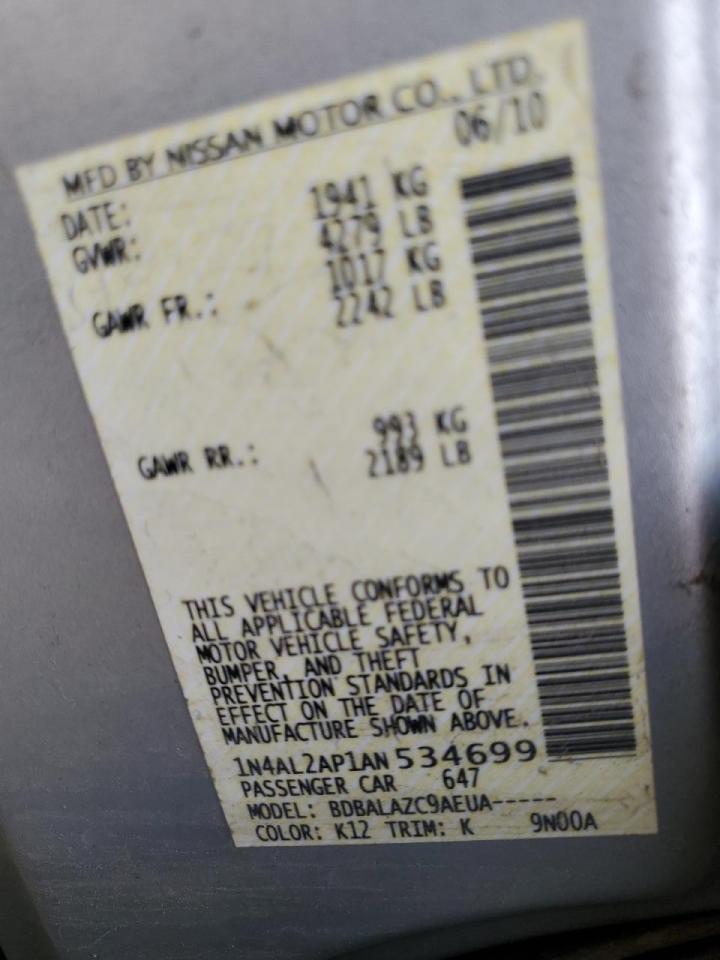 MFD BY NISSAN MOTOR CO., LTD.
DATE: 06/10
GVWR: 1941 KG
4279 LB
GAWR FR.: 1017 KG
2242 LB
GAWR RR.: 993 KG
2189 LB
THIS VEHICLE CONFORMS TO
ALL APPLICABLE FEDERAL
MOTOR VEHICLE SAFETY,
BUMPER, AND THEFT
PREVENTION STANDARDS IN
EFFECT ON THE DATE OF
MANUFACTURE SHOWN ABOVE.
1N4AL2AP1AN534699
PASSENGER CAR 647
MODEL: BDBALAZC9AEUA-----
COLOR: K12 TRIM: K 9N00A